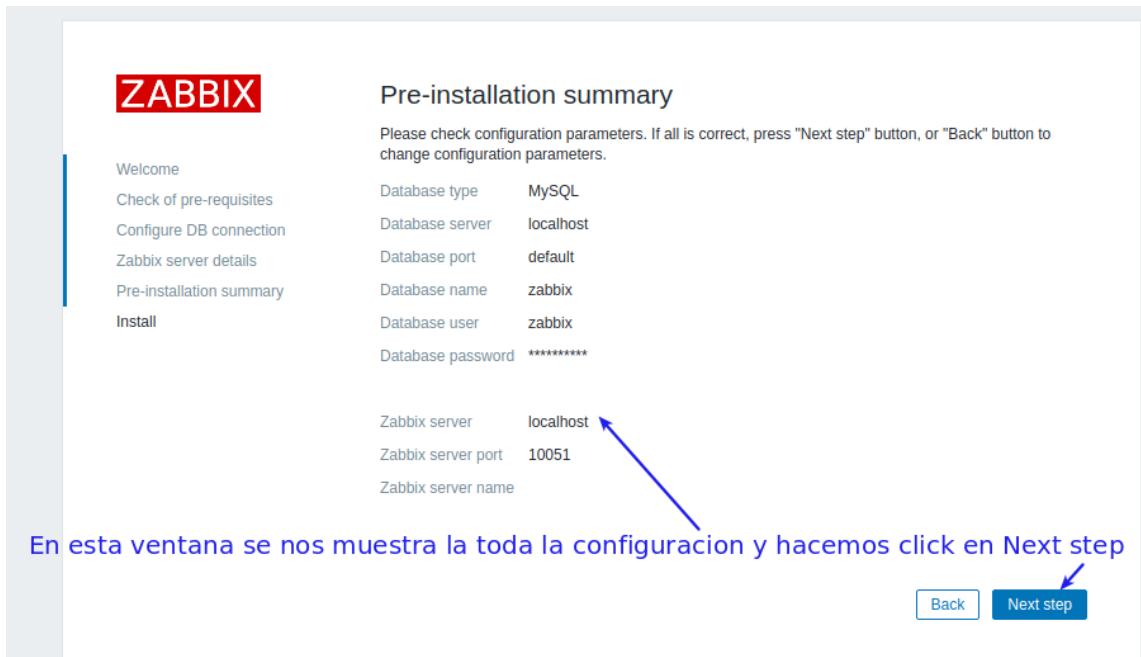 ZABBIX
Welcome
Check of pre-requisites
Configure DB connection
Zabbix server details
Pre-installation summary
Install
Pre-installation summary
Please check configuration parameters. If all is correct, press "Next step" button, or "Back" button to
change configuration parameters.
Database type MySQL
Database server localhost
Database port default
Database name zabbix
Database user zabbix
Database password **********
Zabbix server localhost
Zabbix server port 10051
Zabbix server name
En esta ventana se nos muestra la toda la configuracion y hacemos click en Next step
Back Next step